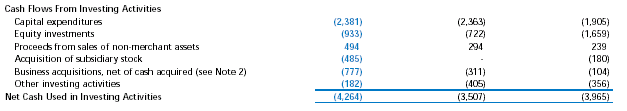 Cash Flows From Investing Activities
Capital expenditures (2,381) (2,363) (1,905)
Equity investments (933) (722) (1,659)
Proceeds from sales of non-merchant assets 494 294 239
Acquisition of subsidiary stock (485) - (180)
Business acquisitions, net of cash acquired (see Note 2) (777) (311) (104)
Other investing activities (182) (405) (356)
Net Cash Used in Investing Activities (4,264) (3,507) (3,965)